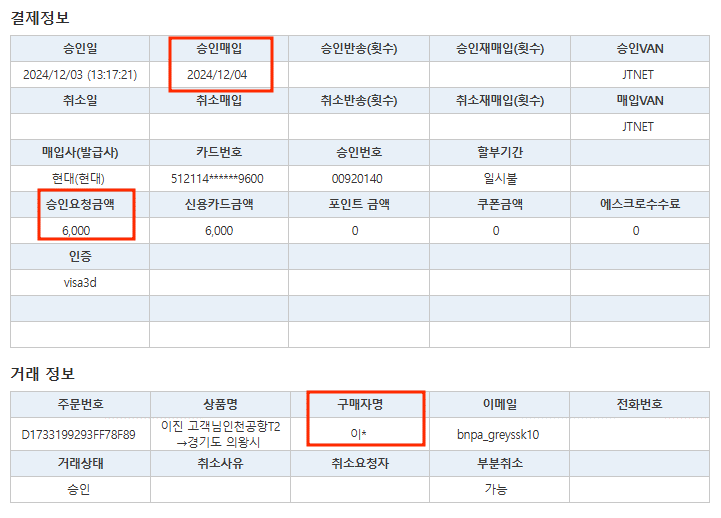 결제정보
승인일 승인매입 승인반송(횟수) 승인재매입(횟수) 승인VAN
2024/12/03 (13:17:21) 2024/12/04 JTNET
취소일 취소매입 취소반송(횟수) 취소재매입(횟수) 매입VAN
JTNET
매입사(발급사) 카드번호 승인번호 할부기간
현대(현대) 512114******9600 00920140 일시불
승인요청금액 신용카드금액 포인트 금액 쿠폰금액 에스크로수수료
6,000 6,000 0 0 0
인증
visa3d
거래 정보
주문번호 상품명 구매자명 이메일 전화번호
D1733199293FF78F89 이진 고객님인천공항T2 이* bnpa_greyssk10
→경기도 의왕시
거래상태 취소사유 취소요청자 부분취소
승인 가능